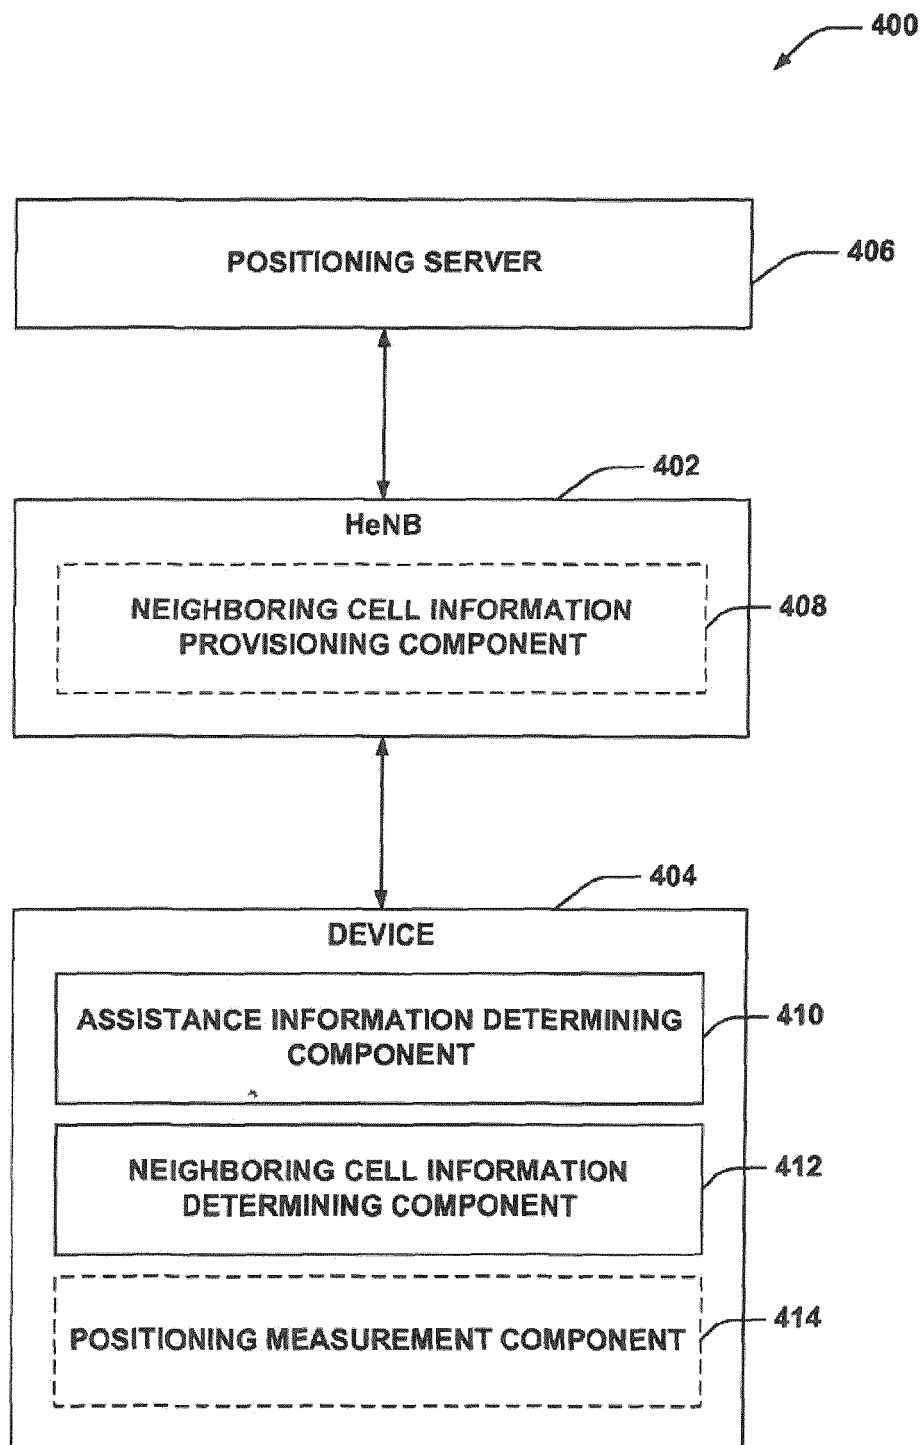 400
POSITIONING SERVER
406
402
HeNB
NEIGHBORING CELL INFORMATION
PROVISIONING COMPONENT
408
404
DEVICE
ASSISTANCE INFORMATION DETERMINING
COMPONENT
410
NEIGHBORING CELL INFORMATION
DETERMINING COMPONENT
412
POSITIONING MEASUREMENT COMPONENT
414